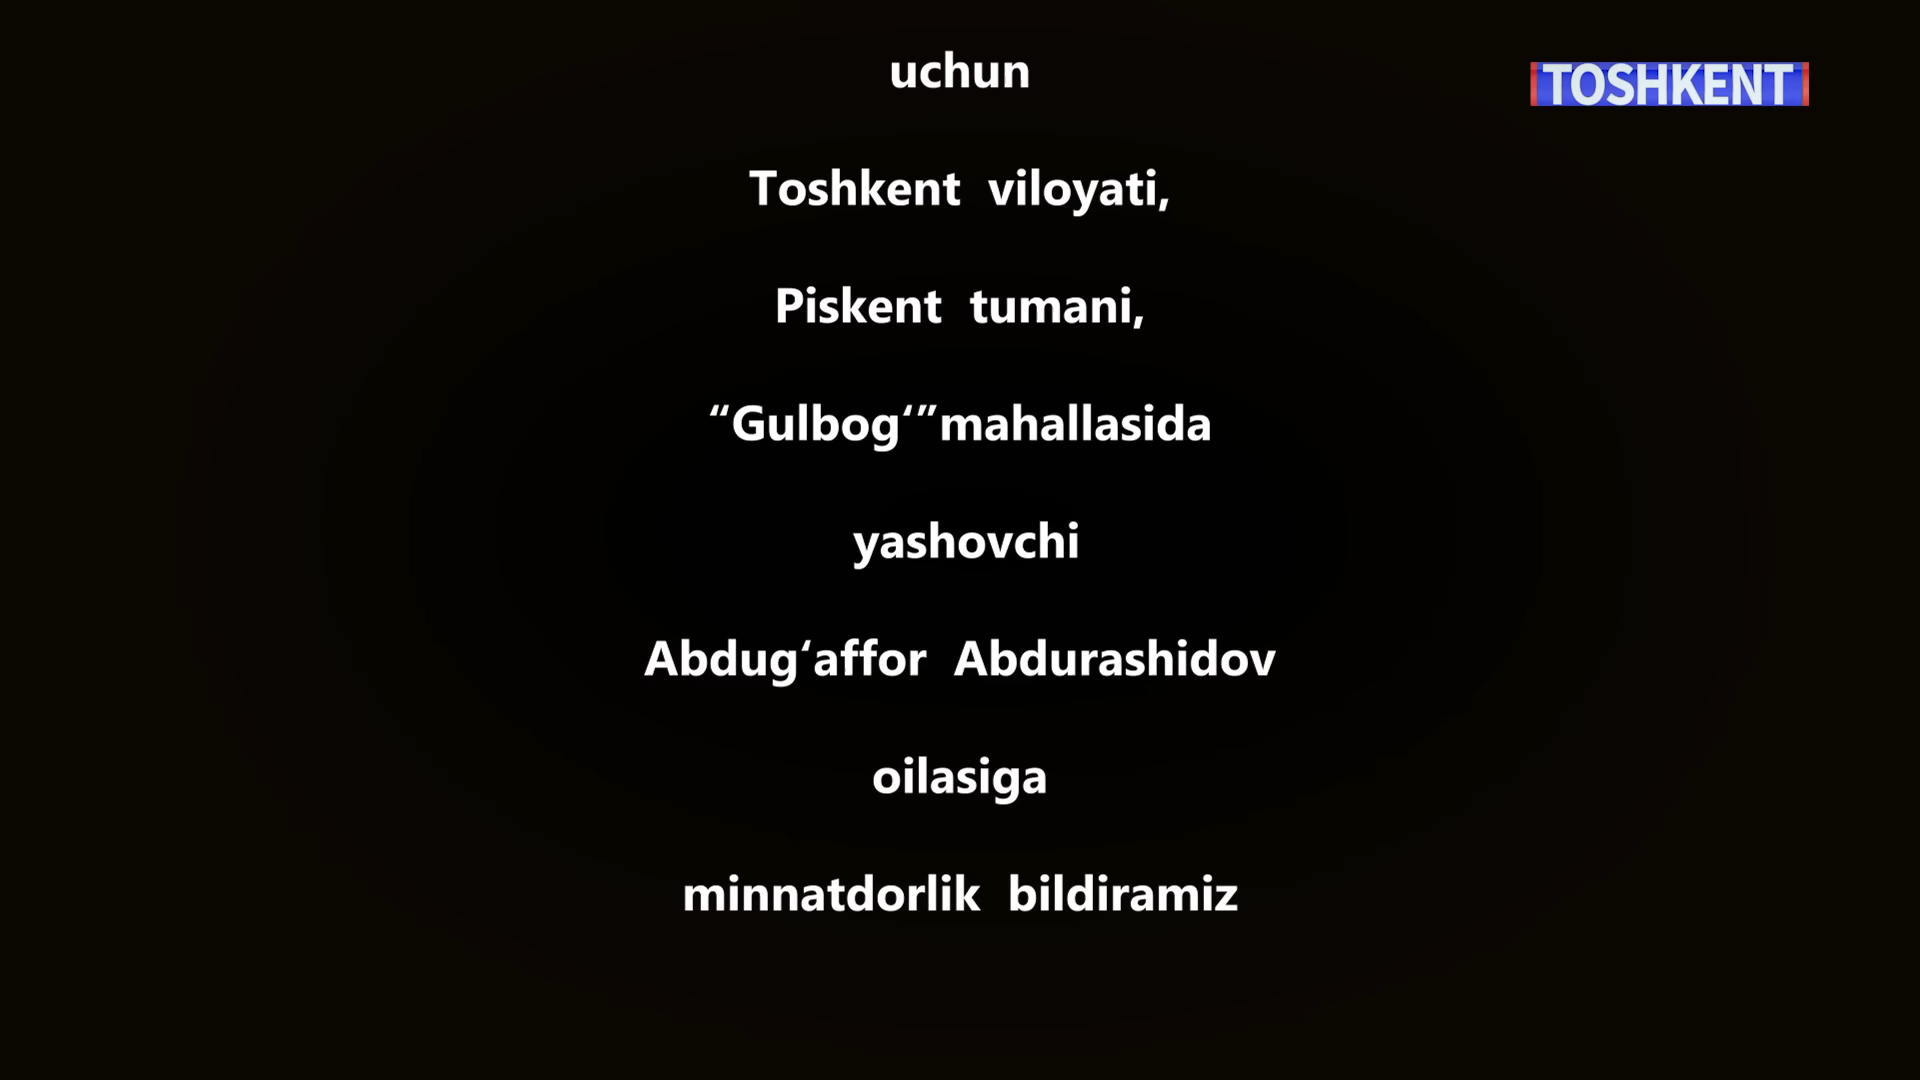 uchun
TOSHKENT
Toshkent viloyati,
Piskent tumani,
“Gulbog‘”mahallasida
yashovchi
Abdug‘affor Abdurashidov
oilasiga
minnatdorlik bildiramiz